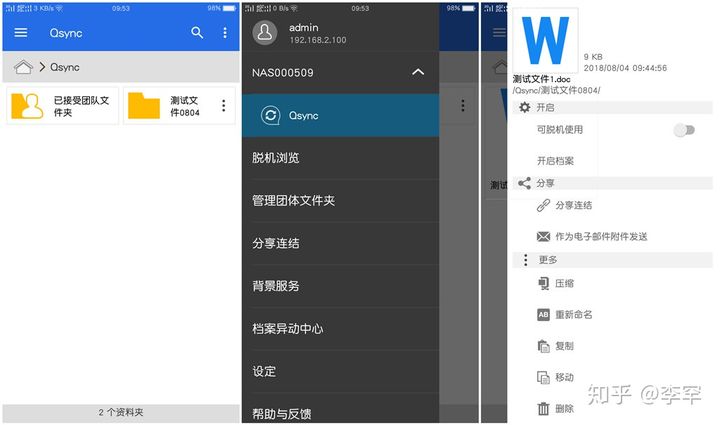 3 KB/s
09:53
98%
Qsync
Qsync
已接受团队文
件夹
测试文
件0804
2 个资料夹
0 B/s
09:53
98%
admin
192.168.2.100
NAS000509
Qsync
脱机浏览
管理团体文件夹
分享连结
背景服务
档案异动中心
设定
帮助与反馈
测试
W
9 KB
2018/08/04 09:44:56
测试文件1.doc
/Qsync/测试文件0804/
开启
可脱机使用
开启档案
分享
分享连结
作为电子邮件附件发送
更多
压缩
AB 重新命名
复制
移动
删除
知乎 @李罕